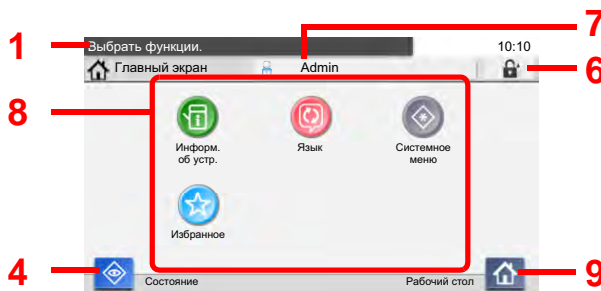 7
1 Выбрать функции. 10:10
Главный экран Admin 6
8
Информ. об устр.
Язык
Системное меню
Избранное
4 Состояние Рабочий стол 9